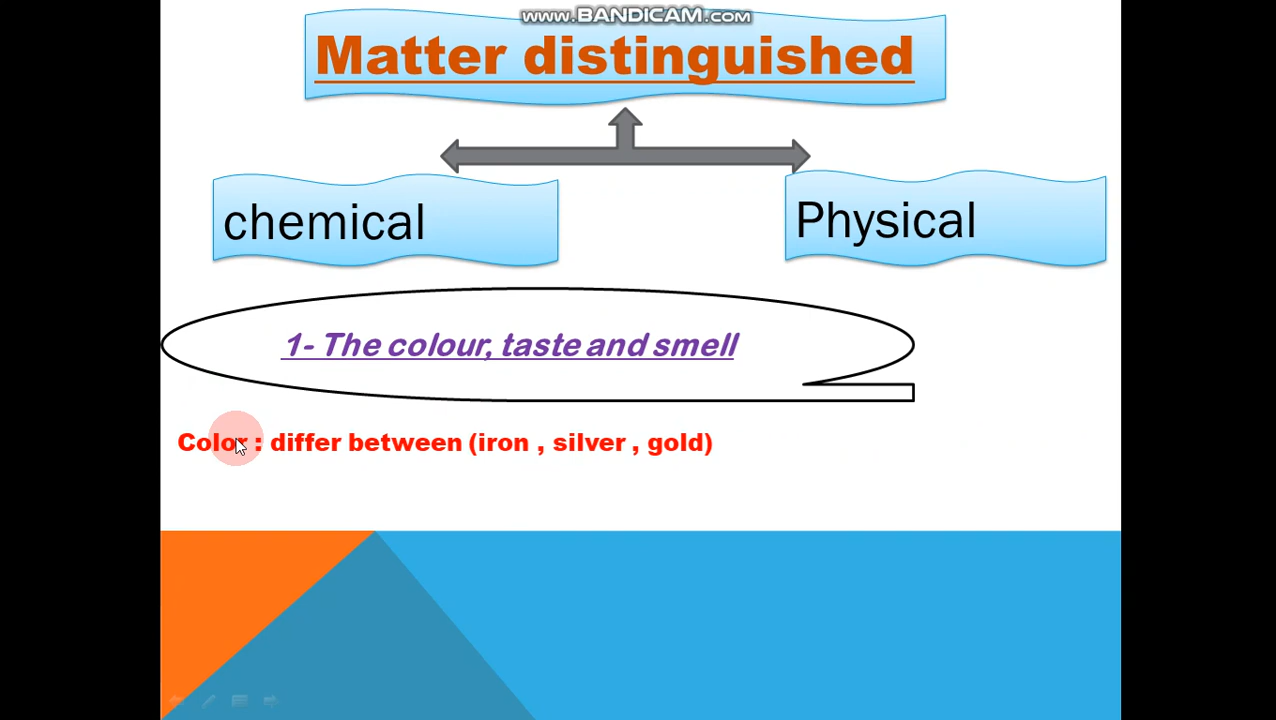 www.BANDICAM.com
Matter distinguished
chemical
Physical
1- The colour, taste and smell
Color : differ between (iron , silver , gold)